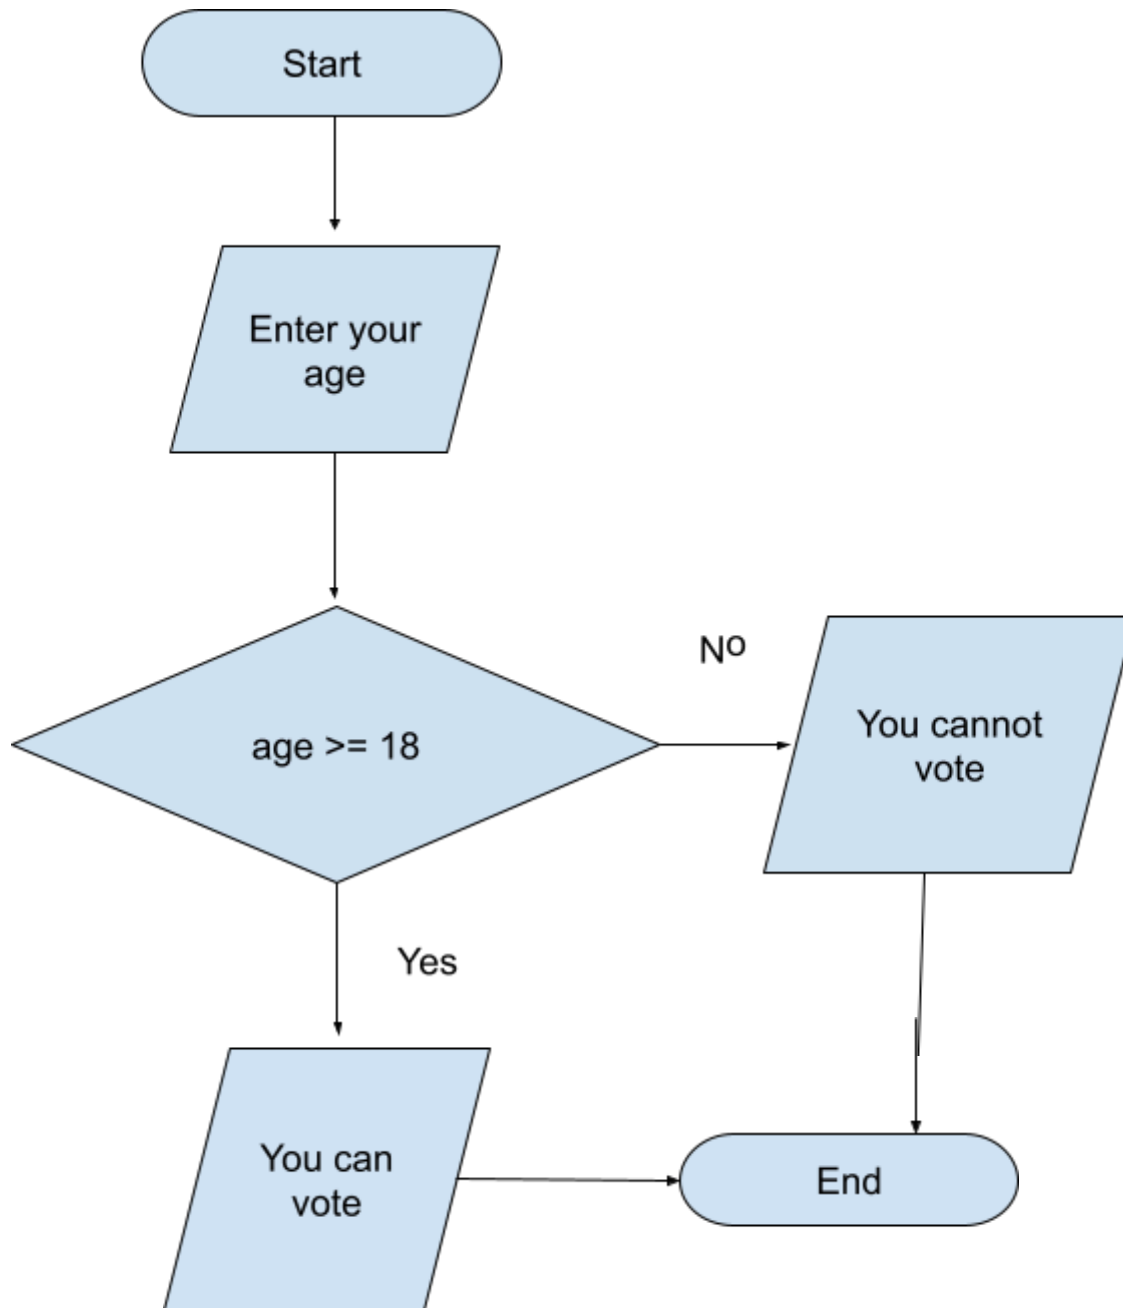 Start
Enter your
age
age >= 18
No
You cannot
vote
Yes
You can
vote
End